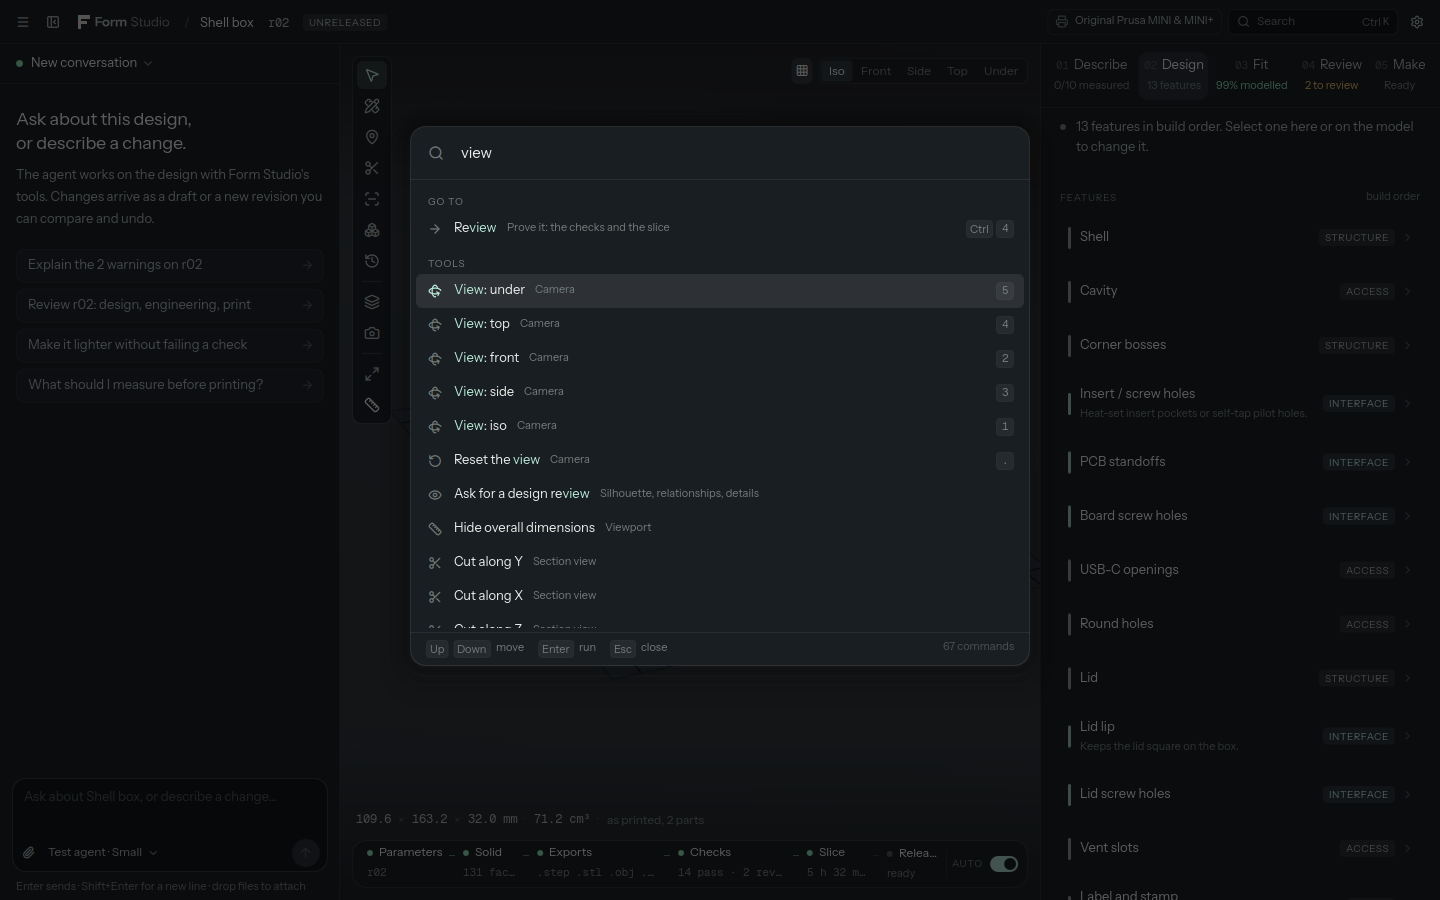 Form Studio / Shell box r02 UNRELEASED
Original Prusa MINI & MINI+
Search Ctrl K
New conversation
Ask about this design,
or describe a change.
The agent works on the design with Form Studio's
tools. Changes arrive as a draft or a new revision you
can compare and undo.
Explain the 2 warnings on r02
Review r02: design, engineering, print
Make it lighter without failing a check
What should I measure before printing?
Ask about Shell box, or describe a change...
Test agent · Small
Enter sends · Shift+Enter for a new line · drop files to attach
Iso Front Side Top Under
view
GO TO
Review Prove it: the checks and the slice Ctrl 4
TOOLS
View: under Camera 5
View: top Camera 4
View: front Camera 2
View: side Camera 3
View: iso Camera 1
Reset the view Camera .
Ask for a design review Silhouette, relationships, details
Hide overall dimensions Viewport
Cut along Y Section view
Cut along X Section view
Cut along Z Section view
Up Down move Enter run Esc close 67 commands
109.6 × 163.2 × 32.0 mm · 71.2 cm³ · as printed, 2 parts
Parameters ... Solid ... Exports ... Checks ... Slice ... Relea...
r02 131 fac... .step .stl .obj ... 14 pass · 2 rev... 5 h 32 m... ready
AUTO
01 Describe 02 Design 03 Fit 04 Review 05 Make
0/10 measured 13 features 99% modelled 2 to review Ready
13 features in build order. Select one here or on the model
to change it.
FEATURES build order
Shell STRUCTURE
Cavity ACCESS
Corner bosses STRUCTURE
Insert / screw holes INTERFACE
Heat-set insert pockets or self-tap pilot holes.
PCB standoffs INTERFACE
Board screw holes INTERFACE
USB-C openings ACCESS
Round holes ACCESS
Lid STRUCTURE
Lid lip INTERFACE
Keeps the lid square on the box.
Lid screw holes INTERFACE
Vent slots ACCESS
Label and stamp